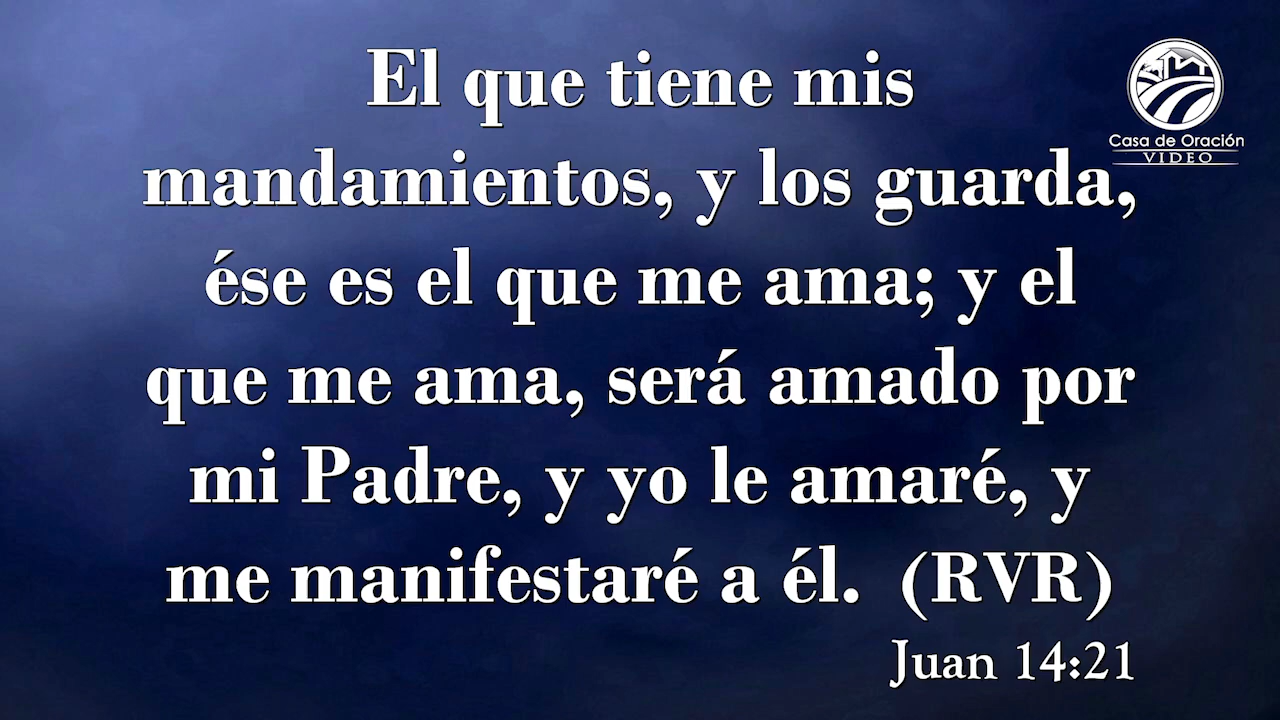 El que tiene mis
mandamientos, y los guarda,
ése es el que me ama; y el
que me ama, será amado por
mi Padre, y yo le amaré, y
me manifestaré a él. (RVR)
Juan 14:21
Casa de Oración
VIDEO